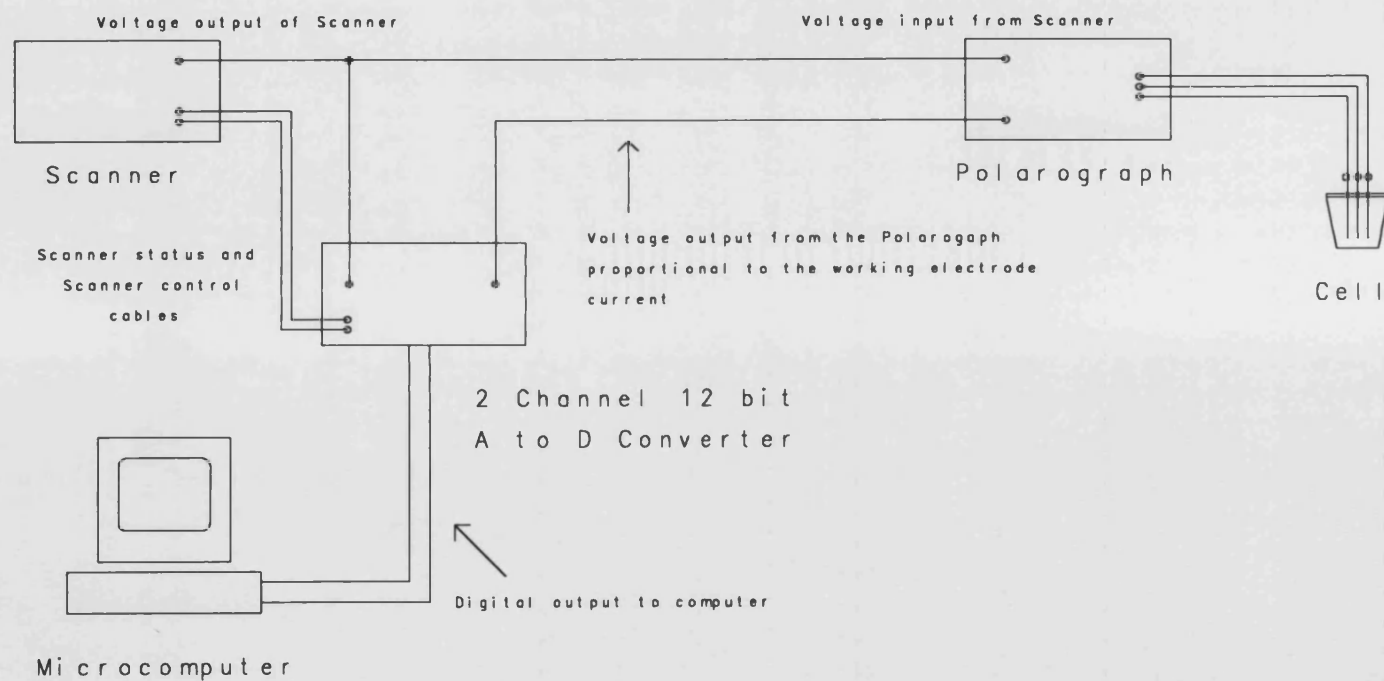 Voltage output of Scanner
Voltage input from Scanner
Scanner
Polarograph
Scanner status and
Scanner control
cables
Voltage output from the Polarogaph
proportional to the working electrode
current
Cell
2 Channel 12 bit
A to D Converter
Digital output to computer
Microcomputer